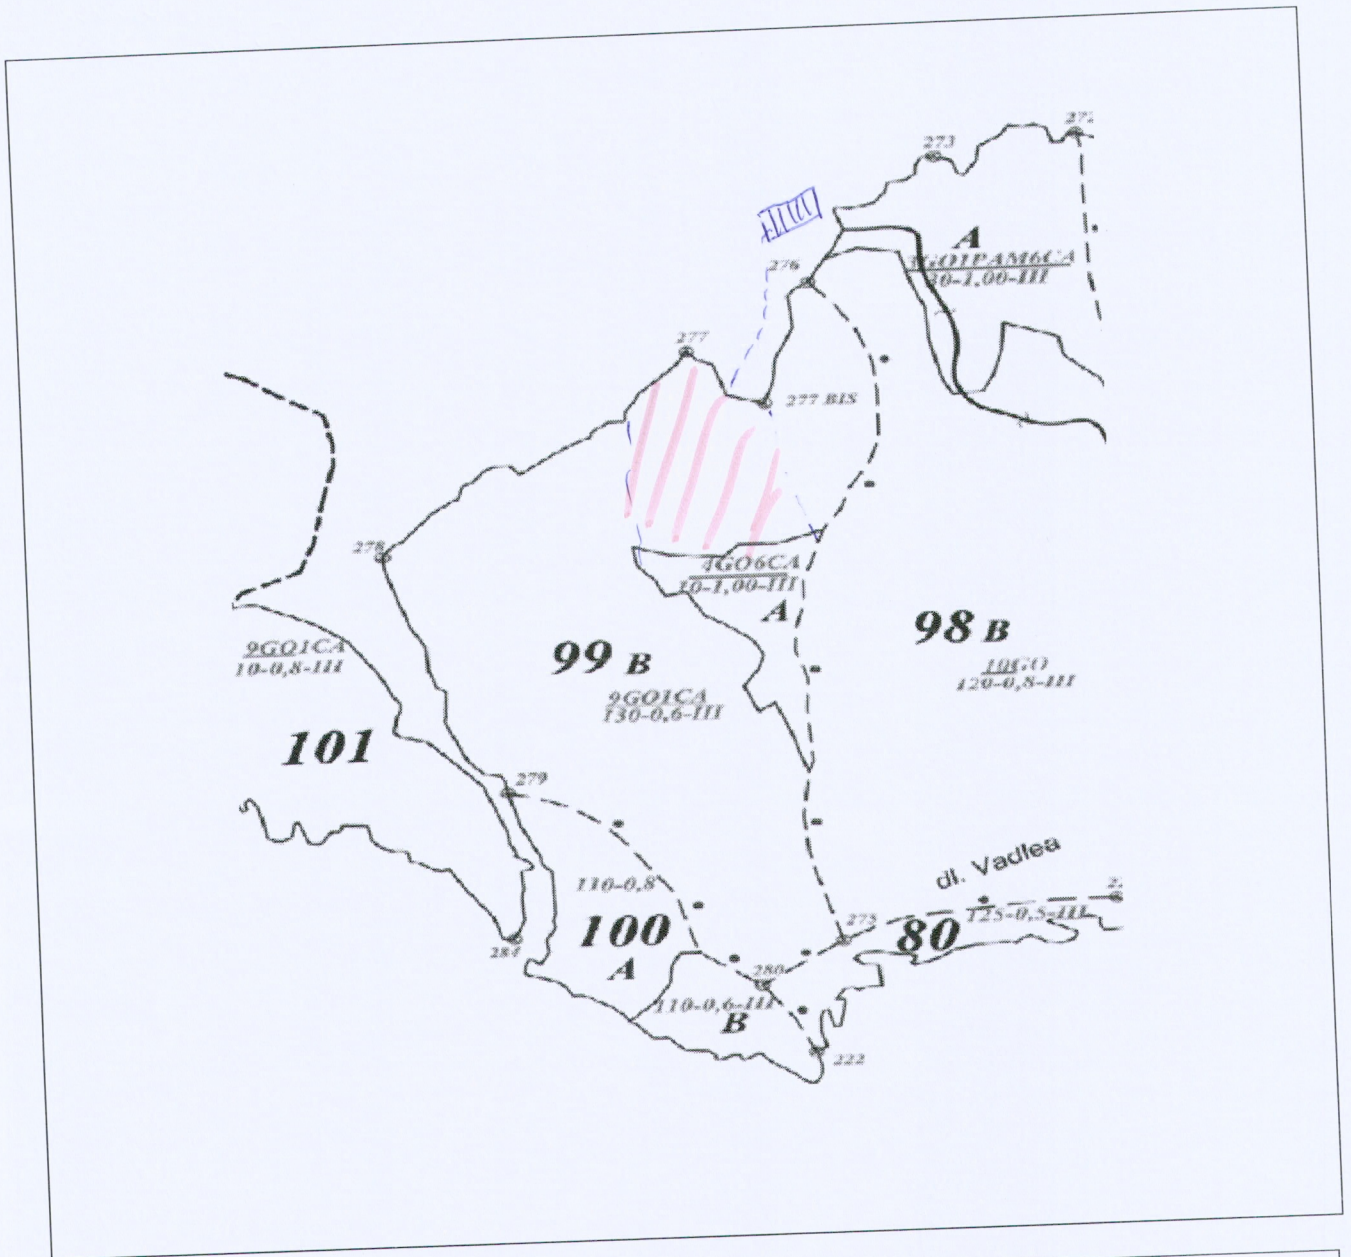 273
A
276
277
277 BIS
278
4GO6CA
10-1,00-III
A
98 B
10GO
120-0,8-III
9GO1CA
10-0,8-III
99 B
9GO1CA
130-0,6-III
101
279
dl. Vadlea
110-0,8
125-0,5-III
100
275
80
A
280
110-0,6-III
B
222